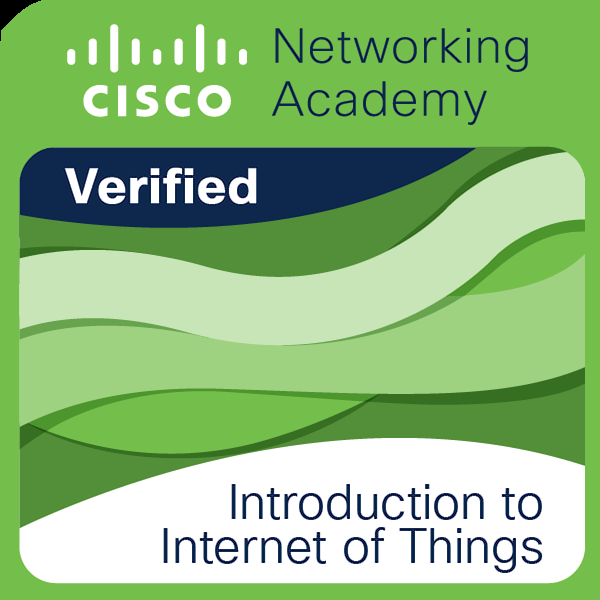 CISCO
Networking
Academy
Verified
Introduction to
Internet of Things